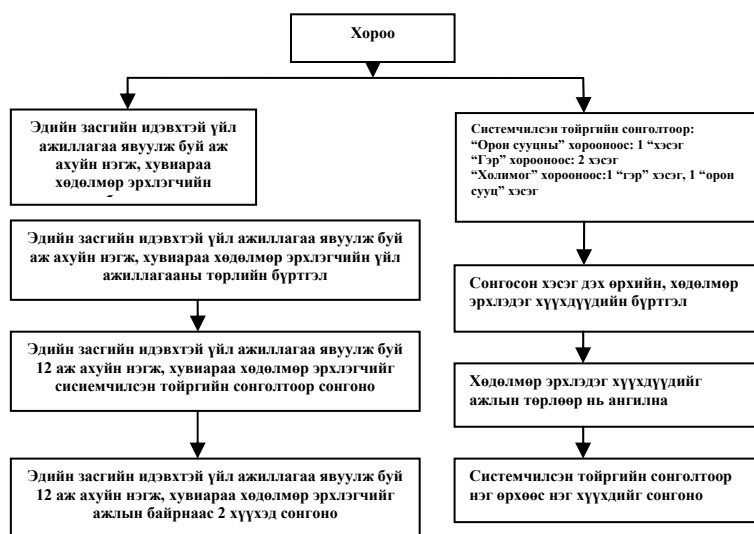 Хороо
Эдийн засгийн идэвхтэй үйл
ажиллагаа явуулж буй аж
ахуйн нэгж, хувиараа
хөдөлмөр эрхлэгчийн
Эдийн засгийн идэвхтэй үйл ажиллагаа явуулж буй
аж ахуйн нэгж, хувиараа хөдөлмөр эрхлэгчийн үйл
ажиллагааны төрлийн бүртгэл
Эдийн засгийн идэвхтэй үйл ажиллагаа явуулж буй
12 аж ахуйн нэгж, хувиараа хөдөлмөр эрхлэгчийг
сисиемчилсэн тойргийн сонголтоор сонгоно
Эдийн засгийн идэвхтэй үйл ажиллагаа явуулж буй
12 аж ахуйн нэгж, хувиараа хөдөлмөр эрхлэгчийг
ажлын байрнаас 2 хүүхэд сонгоно
Системчилсэн тойргийн сонголтоор:
“Орон сууцны” хорооноос: 1 “хэсэг
“Гэр” хорооноос: 2 хэсэг
“Холимог” хорооноос:1 “гэр” хэсэг, 1 “орон
сууц” хэсэг
Сонгосон хэсэг дэх өрхийн, хөдөлмөр
эрхлэдэг хүүхдүүдийн бүртгэл
Хөдөлмөр эрхлэдэг хүүхдүүдийг
ажлын төрлөөр нь ангилна
Системчилсэн тойргийн сонголтоор
нэг өрхөөс нэг хүүхдийг сонгоно